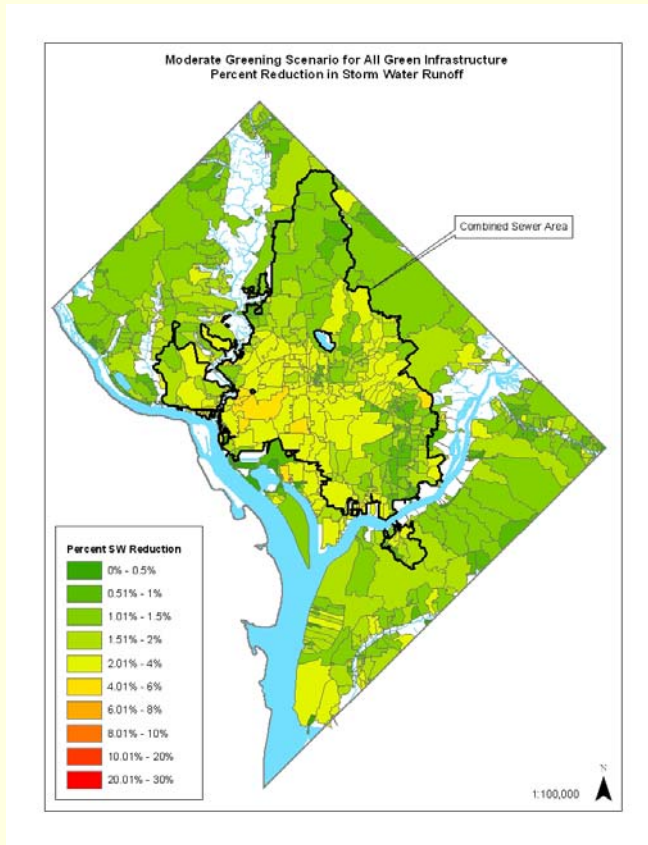 Moderate Greening Scenario for All Green Infrastructure
Percent Reduction in Storm Water Runoff
Combined Sewer Area
Percent SW Reduction
0% - 0.5%
0.51% - 1%
1.01% - 1.5%
1.51% - 2%
2.01% - 4%
4.01% - 6%
6.01% - 8%
8.01% - 10%
10.01% - 20%
20.01% - 30%
N
1:100,000